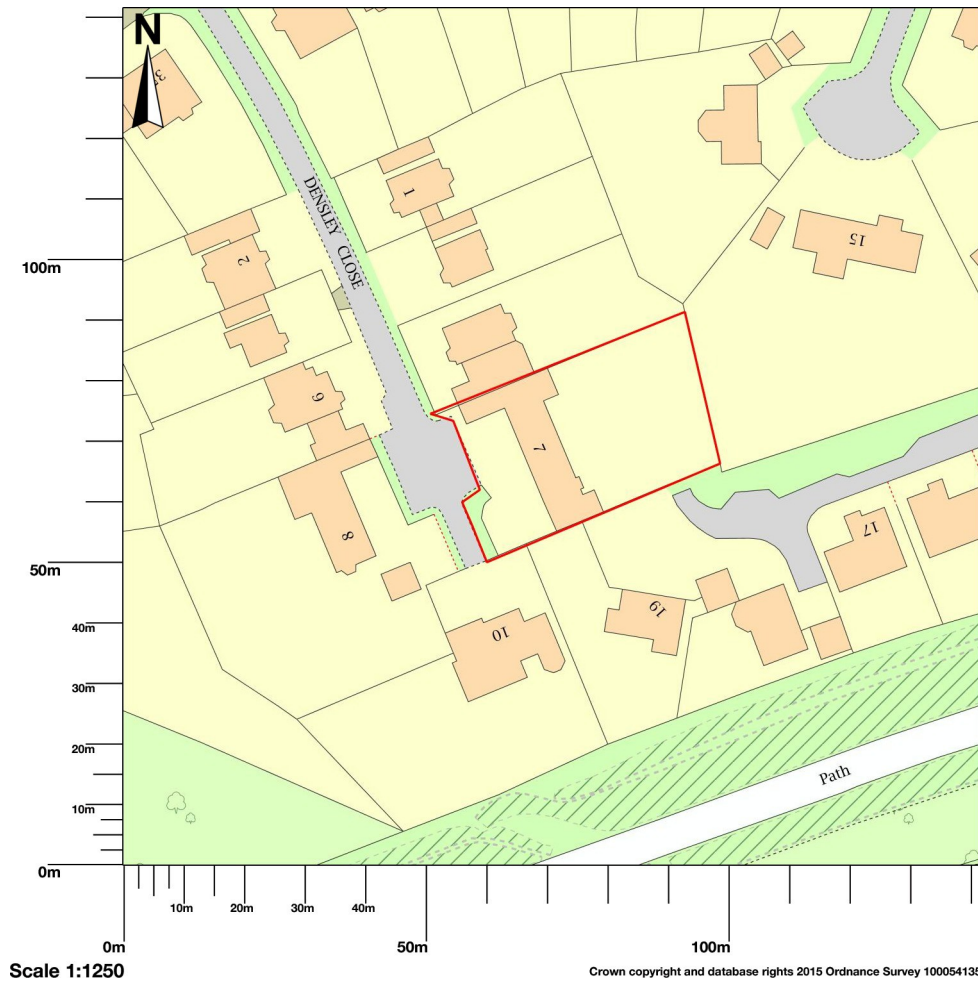 N
3
1
DENSLEY CLOSE
2
15
100m
6
7
8
17
50m
19
40m
10
30m
20m
Path
10m
0m
10m
20m
30m
40m
0m
50m
100m
Scale 1:1250
Crown copyright and database rights 2015 Ordnance Survey 100054135